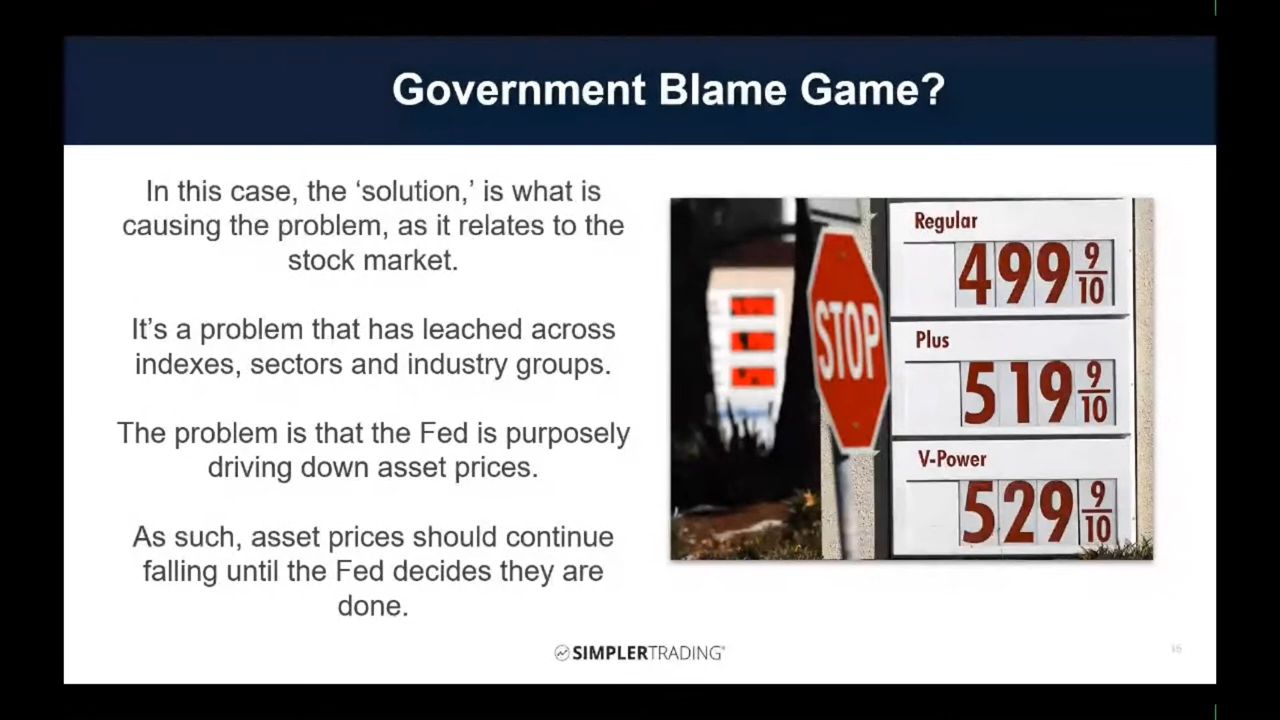 Government Blame Game?
In this case, the ‘solution,’ is what is
causing the problem, as it relates to the
stock market.
It’s a problem that has leached across
indexes, sectors and industry groups.
The problem is that the Fed is purposely
driving down asset prices.
As such, asset prices should continue
falling until the Fed decides they are
done.
STOP
Regular
499 9/10
Plus
519 9/10
V-Power
529 9/10
SIMPLERTRADING